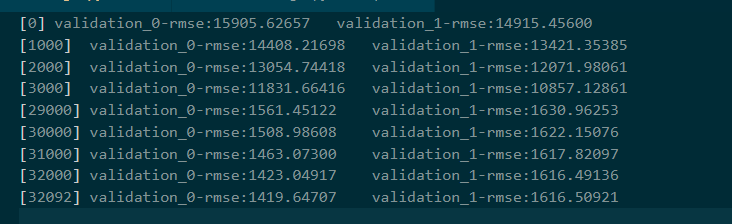 [0] validation_0-rmse:15905.62657 validation_1-rmse:14915.45600
[1000] validation_0-rmse:14408.21698 validation_1-rmse:13421.35385
[2000] validation_0-rmse:13054.74418 validation_1-rmse:12071.98061
[3000] validation_0-rmse:11831.66416 validation_1-rmse:10857.12861
[29000] validation_0-rmse:1561.45122 validation_1-rmse:1630.96253
[30000] validation_0-rmse:1508.98608 validation_1-rmse:1622.15076
[31000] validation_0-rmse:1463.07300 validation_1-rmse:1617.82097
[32000] validation_0-rmse:1423.04917 validation_1-rmse:1616.49136
[32092] validation_0-rmse:1419.64707 validation_1-rmse:1616.50921